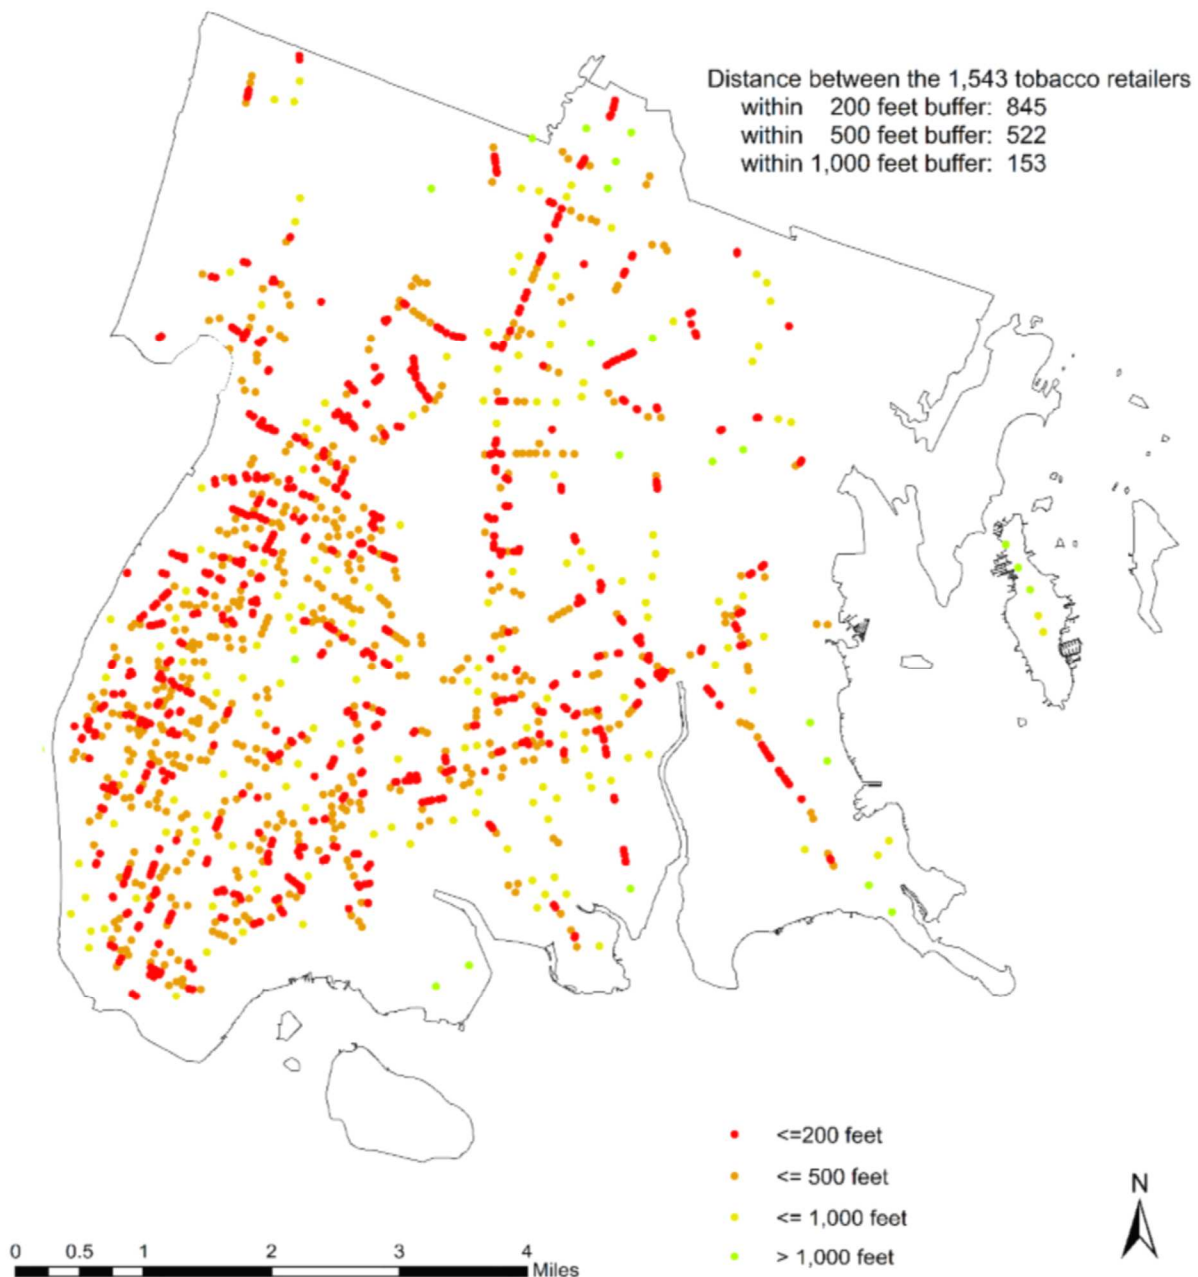 Distance between the 1,543 tobacco retailers
within 200 feet buffer: 845
within 500 feet buffer: 522
within 1,000 feet buffer: 153
<=200 feet
<= 500 feet
<= 1,000 feet
> 1,000 feet
N
0 0.5 1 2 3 4
Miles